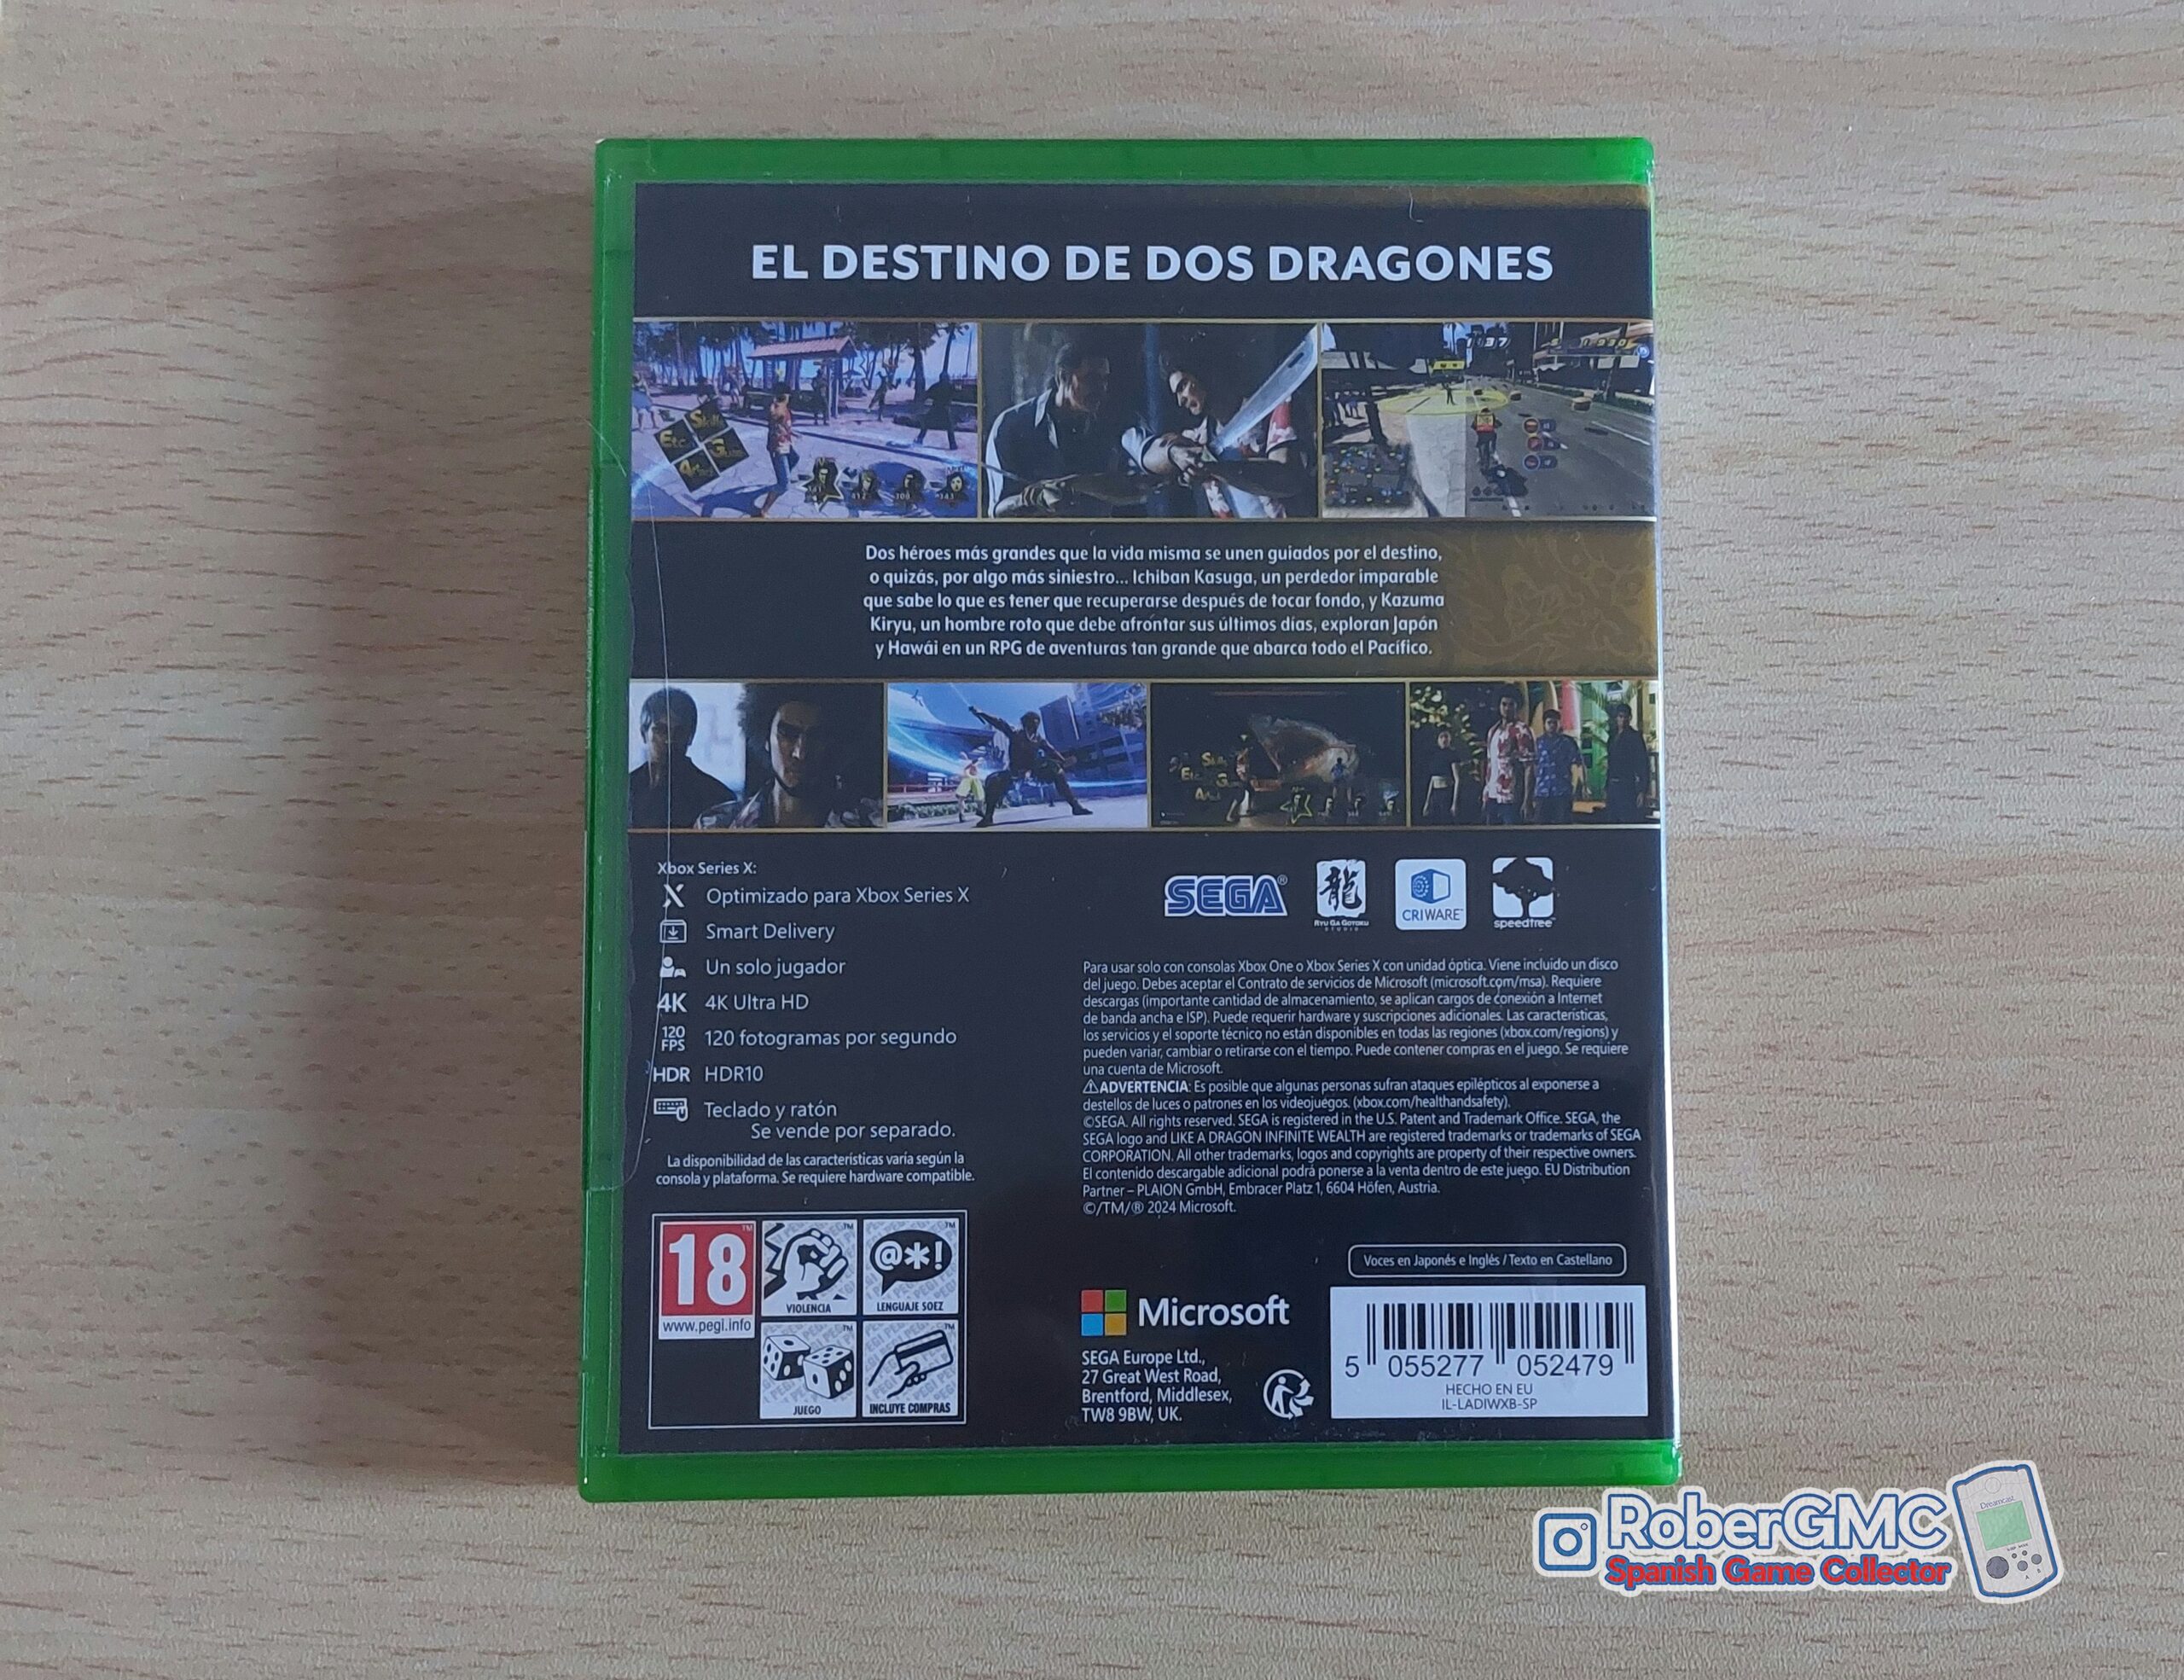 EL DESTINO DE DOS DRAGONES
Dos héroes más grandes que la vida misma se unen guiados por el destino,
o quizás, por algo más siniestro... Ichiban Kasuga, un perdedor imparable
que sabe lo que es tener que recuperarse después de tocar fondo, y Kazuma
Kiryu, un hombre roto que debe afrontar sus últimos días, exploran Japón
y Hawái en un RPG de aventuras tan grande que abarca todo el Pacífico.
Xbox Series X:
Optimizado para Xbox Series X
Smart Delivery
Un solo jugador
4K 4K Ultra HD
120 FPS 120 fotogramas por segundo
HDR HDR10
Teclado y ratón
Se vende por separado.
La disponibilidad de las características varía según la
consola y plataforma. Se requiere hardware compatible.
SEGA®
龍
RYU GA GOTOKU
STUDIO
CRIWARE™
speedtree™
Para usar solo con consolas Xbox One o Xbox Series X con unidad óptica. Viene incluido un disco
del juego. Debes aceptar el Contrato de servicios de Microsoft (microsoft.com/msa). Requiere
descargas (importante cantidad de almacenamiento, se aplican cargos de conexión a Internet
de banda ancha e ISP). Puede requerir hardware y suscripciones adicionales. Las características,
los servicios y el soporte técnico no están disponibles en todas las regiones (xbox.com/regions) y
pueden variar, cambiar o retirarse con el tiempo. Puede contener compras en el juego. Se requiere
una cuenta de Microsoft.
⚠ADVERTENCIA: Es posible que algunas personas sufran ataques epilépticos al exponerse a
destellos de luces o patrones en los videojuegos. (xbox.com/healthandsafety).
©SEGA. All rights reserved. SEGA is registered in the U.S. Patent and Trademark Office. SEGA, the
SEGA logo and LIKE A DRAGON INFINITE WEALTH are registered trademarks or trademarks of SEGA
CORPORATION. All other trademarks, logos and copyrights are property of their respective owners.
El contenido descargable adicional podrá ponerse a la venta dentro de este juego. EU Distribution
Partner – PLAION GmbH, Embracer Platz 1, 6604 Höfen, Austria.
©/TM/® 2024 Microsoft.
18
www.pegi.info
VIOLENCIA
@*!
LENGUAJE SOEZ
JUEGO
INCLUYE COMPRAS
Voces en Japonés e Inglés / Texto en Castellano
Microsoft
SEGA Europe Ltd.,
27 Great West Road,
Brentford, Middlesex,
TW8 9BW, UK.
5 055277 052479
HECHO EN EU
IL-LADIWXB-SP
RoberGMC
Spanish Game Collector
Dreamcast